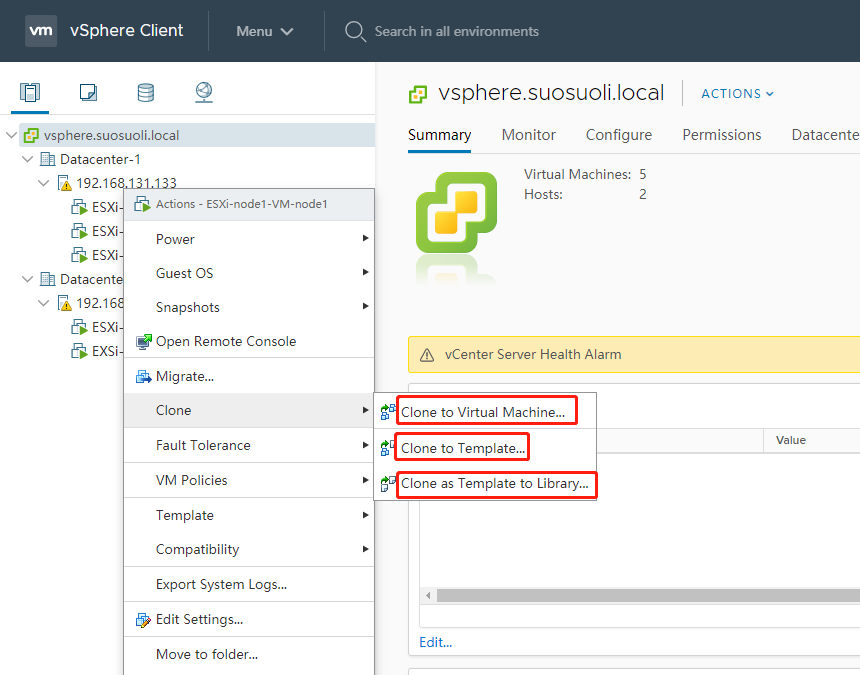 vm vSphere Client Menu Search in all environments
vsphere.suosuoli.local
Datacenter-1
192.168.131.133
ESXi-
ESXi-
ESXi-
Datacente
192.168
ESXi-
EXSi-
Actions - ESXi-node1-VM-node1
Power
Guest OS
Snapshots
Open Remote Console
Migrate...
Clone
Fault Tolerance
VM Policies
Template
Compatibility
Export System Logs...
Edit Settings...
Move to folder...
Clone to Virtual Machine...
Clone to Template...
Clone as Template to Library...
vsphere.suosuoli.local ACTIONS
Summary Monitor Configure Permissions Datacente
Virtual Machines: 5
Hosts: 2
vCenter Server Health Alarm
Value
Edit...